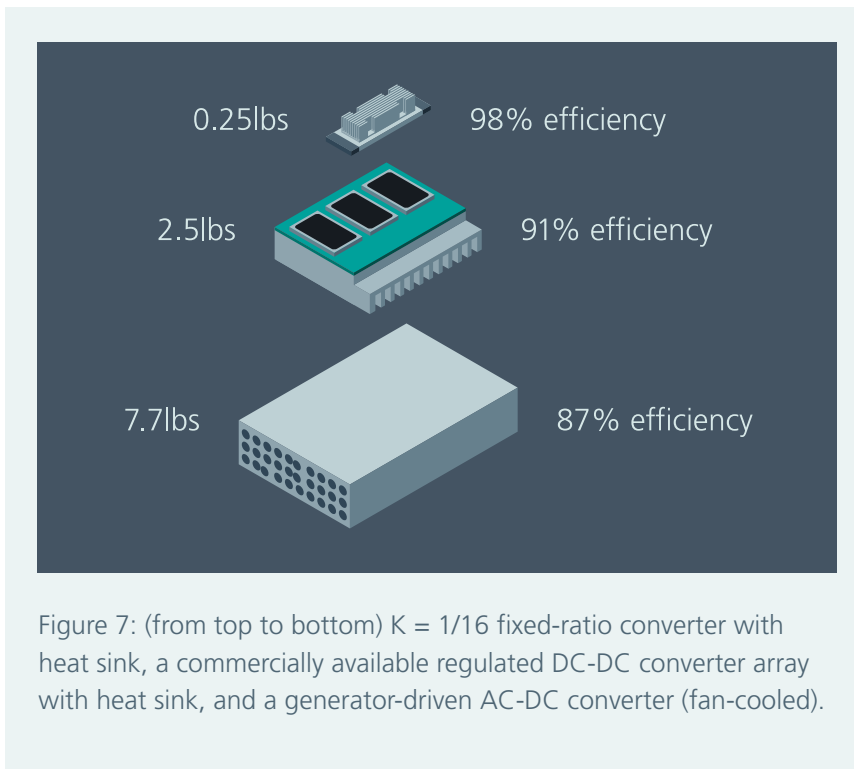 0.25lbs 98% efficiency
2.5lbs 91% efficiency
7.7lbs 87% efficiency
Figure 7: (from top to bottom) K = 1/16 fixed-ratio converter with
heat sink, a commercially available regulated DC-DC converter array
with heat sink, and a generator-driven AC-DC converter (fan-cooled).